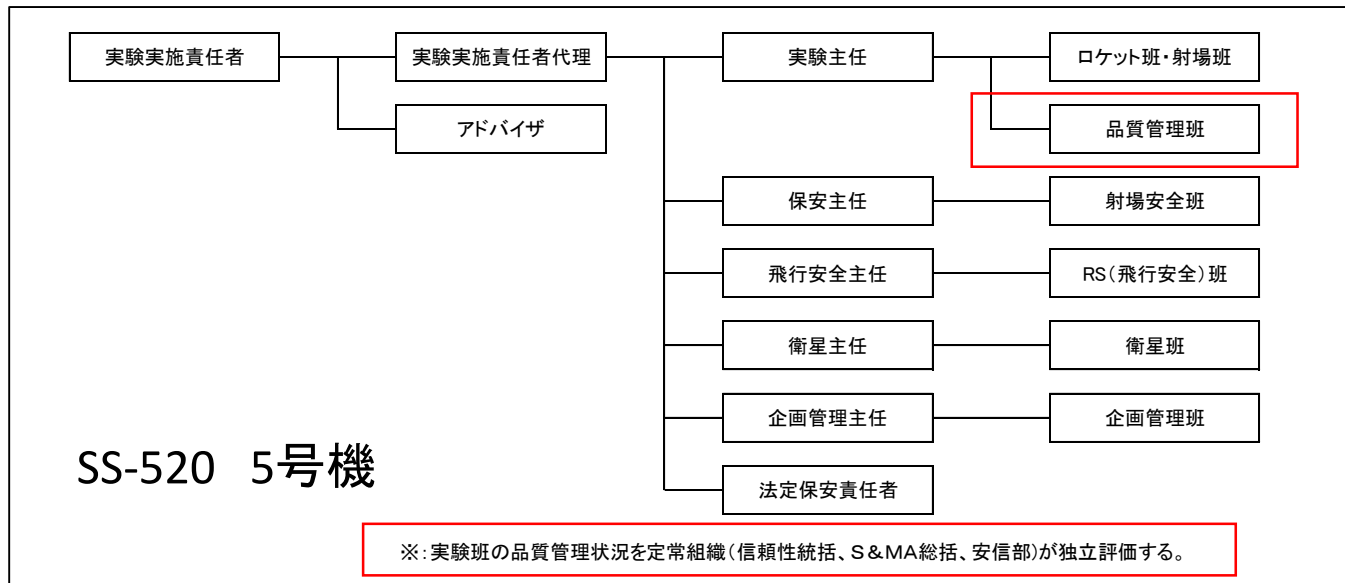 実験実施責任者
実験実施責任者代理
実験主任
ロケット班・射場班
アドバイザ
品質管理班
保安主任
射場安全班
飛行安全主任
RS(飛行安全)班
衛星主任
衛星班
企画管理主任
企画管理班
SS-520 5号機
法定保安責任者
※:実験班の品質管理状況を定常組織(信頼性統括、S&MA総括、安信部)が独立評価する。